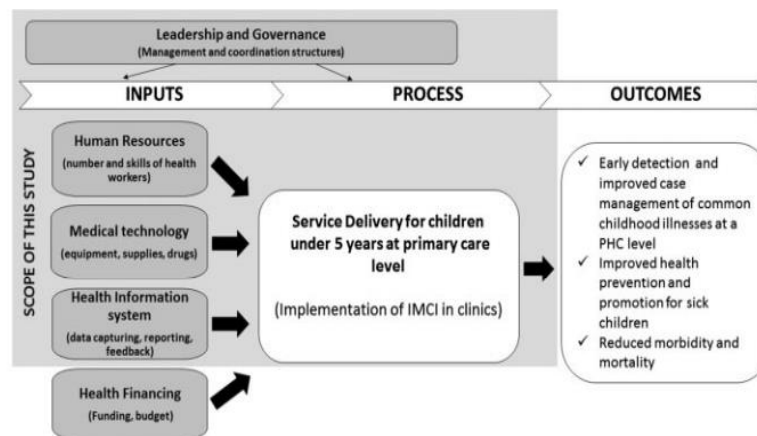 Leadership and Governance
(Management and coordination structures)
INPUTS
PROCESS
OUTCOMES
SCOPE OF THIS STUDY
Human Resources
(number and skills of health
workers)
Medical technology
(equipment, supplies, drugs)
Health Information
system
(data capturing, reporting,
feedback)
Health Financing
(Funding, budget)
Service Delivery for children
under 5 years at primary care
level
(Implementation of IMCI in clinics)
✓ Early detection and
improved case
management of common
childhood illnesses at a
PHC level
✓ Improved health
prevention and
promotion for sick
children
✓ Reduced morbidity and
mortality